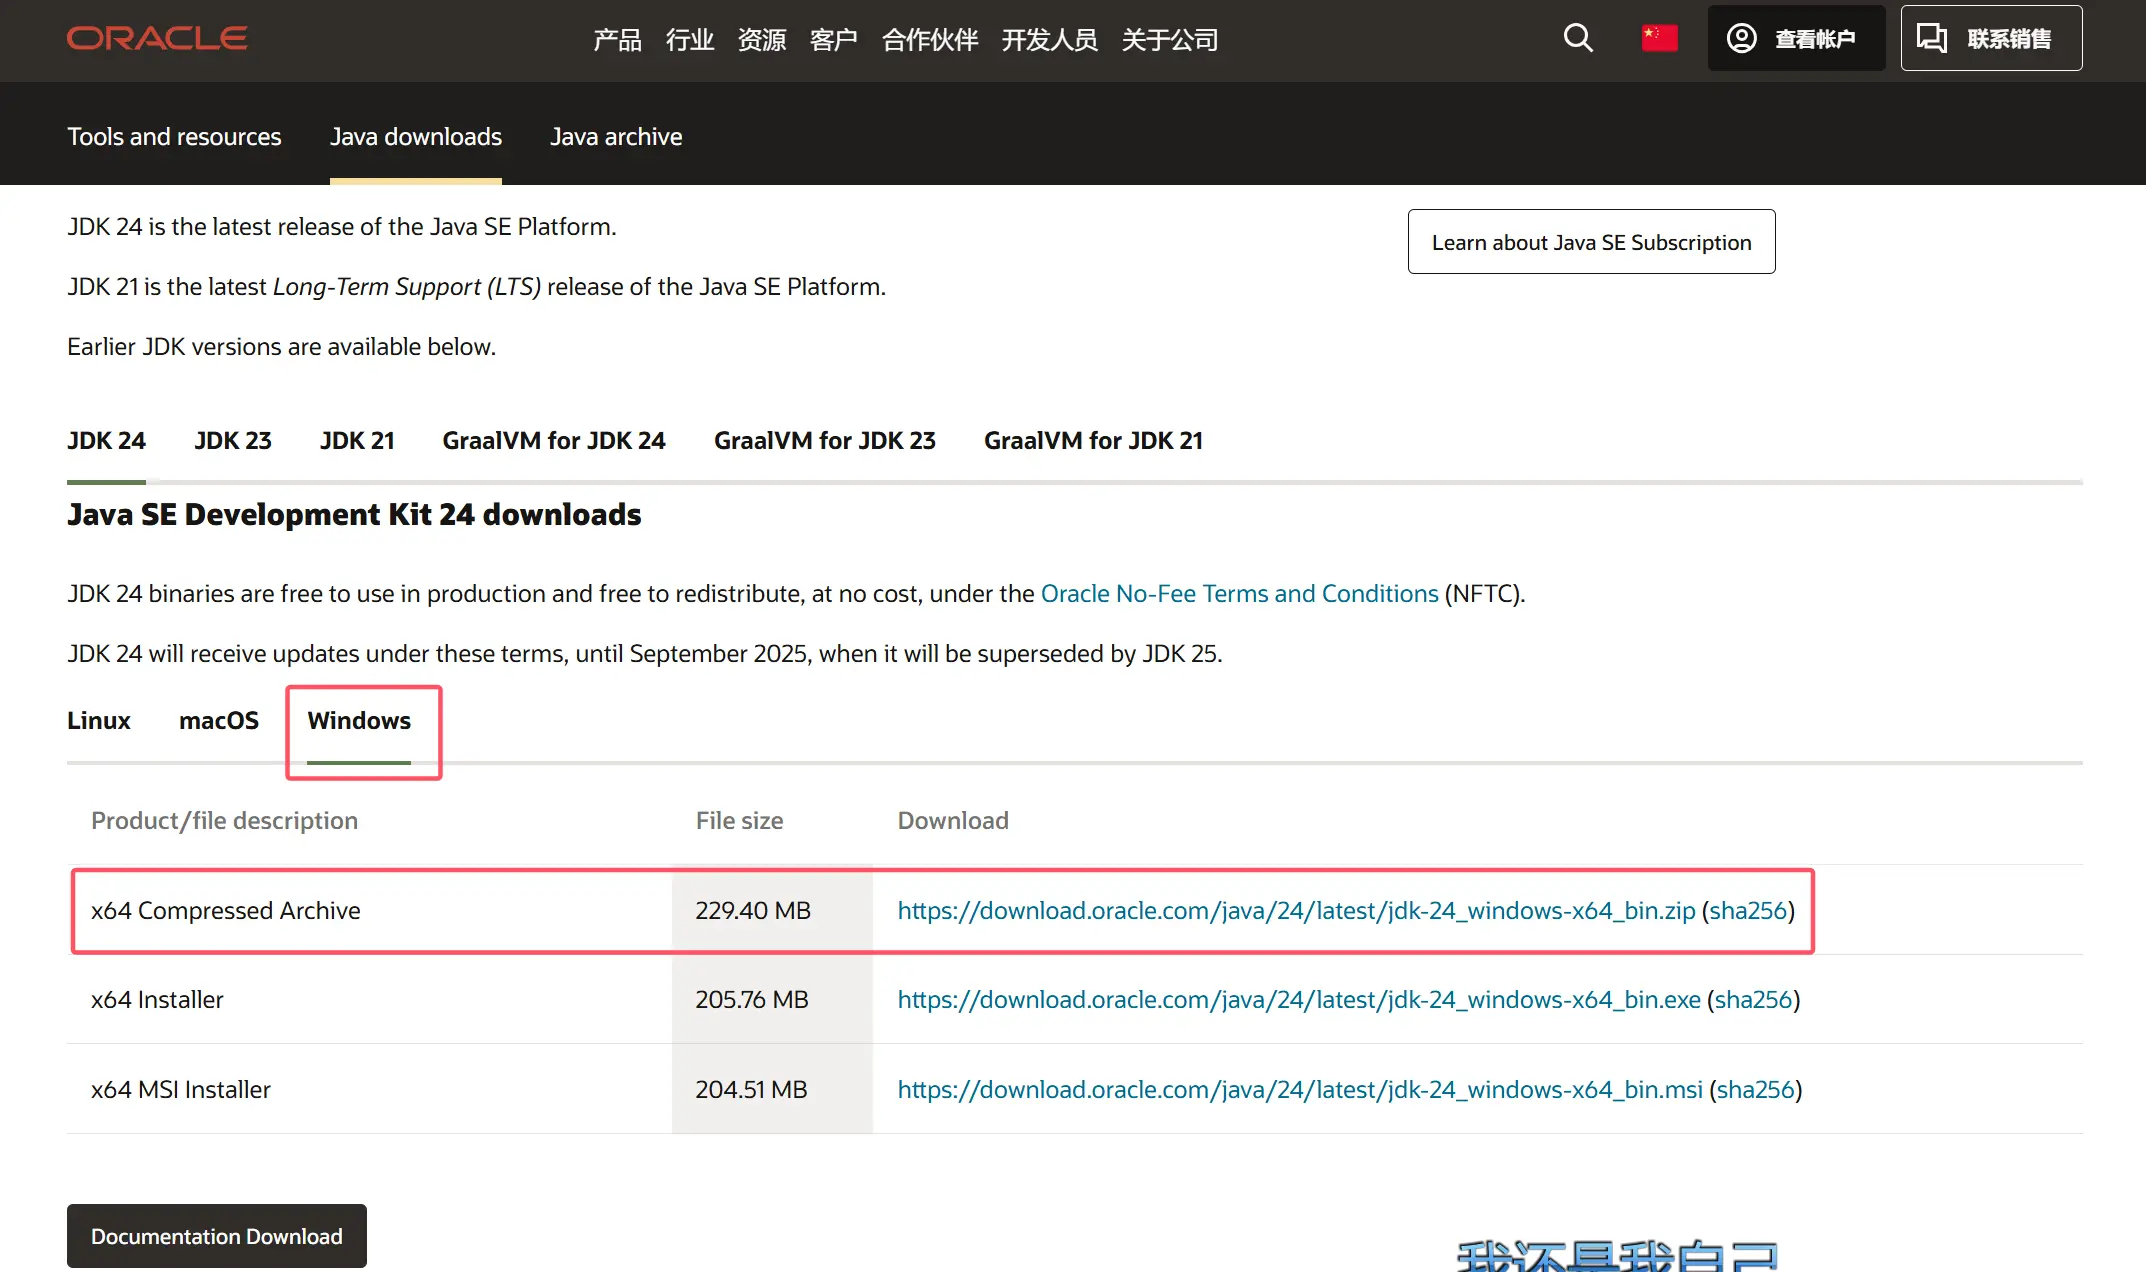 ORACLE
产品 行业 资源 客户 合作伙伴 开发人员 关于公司
查看帐户
联系销售
Tools and resources Java downloads Java archive
JDK 24 is the latest release of the Java SE Platform.
Learn about Java SE Subscription
JDK 21 is the latest Long-Term Support (LTS) release of the Java SE Platform.
Earlier JDK versions are available below.
JDK 24 JDK 23 JDK 21 GraalVM for JDK 24 GraalVM for JDK 23 GraalVM for JDK 21
Java SE Development Kit 24 downloads
JDK 24 binaries are free to use in production and free to redistribute, at no cost, under the Oracle No-Fee Terms and Conditions (NFTC).
JDK 24 will receive updates under these terms, until September 2025, when it will be superseded by JDK 25.
Linux macOS Windows
Product/file description File size Download
x64 Compressed Archive 229.40 MB https://download.oracle.com/java/24/latest/jdk-24_windows-x64_bin.zip (sha256)
x64 Installer 205.76 MB https://download.oracle.com/java/24/latest/jdk-24_windows-x64_bin.exe (sha256)
x64 MSI Installer 204.51 MB https://download.oracle.com/java/24/latest/jdk-24_windows-x64_bin.msi (sha256)
Documentation Download
我还是我自己